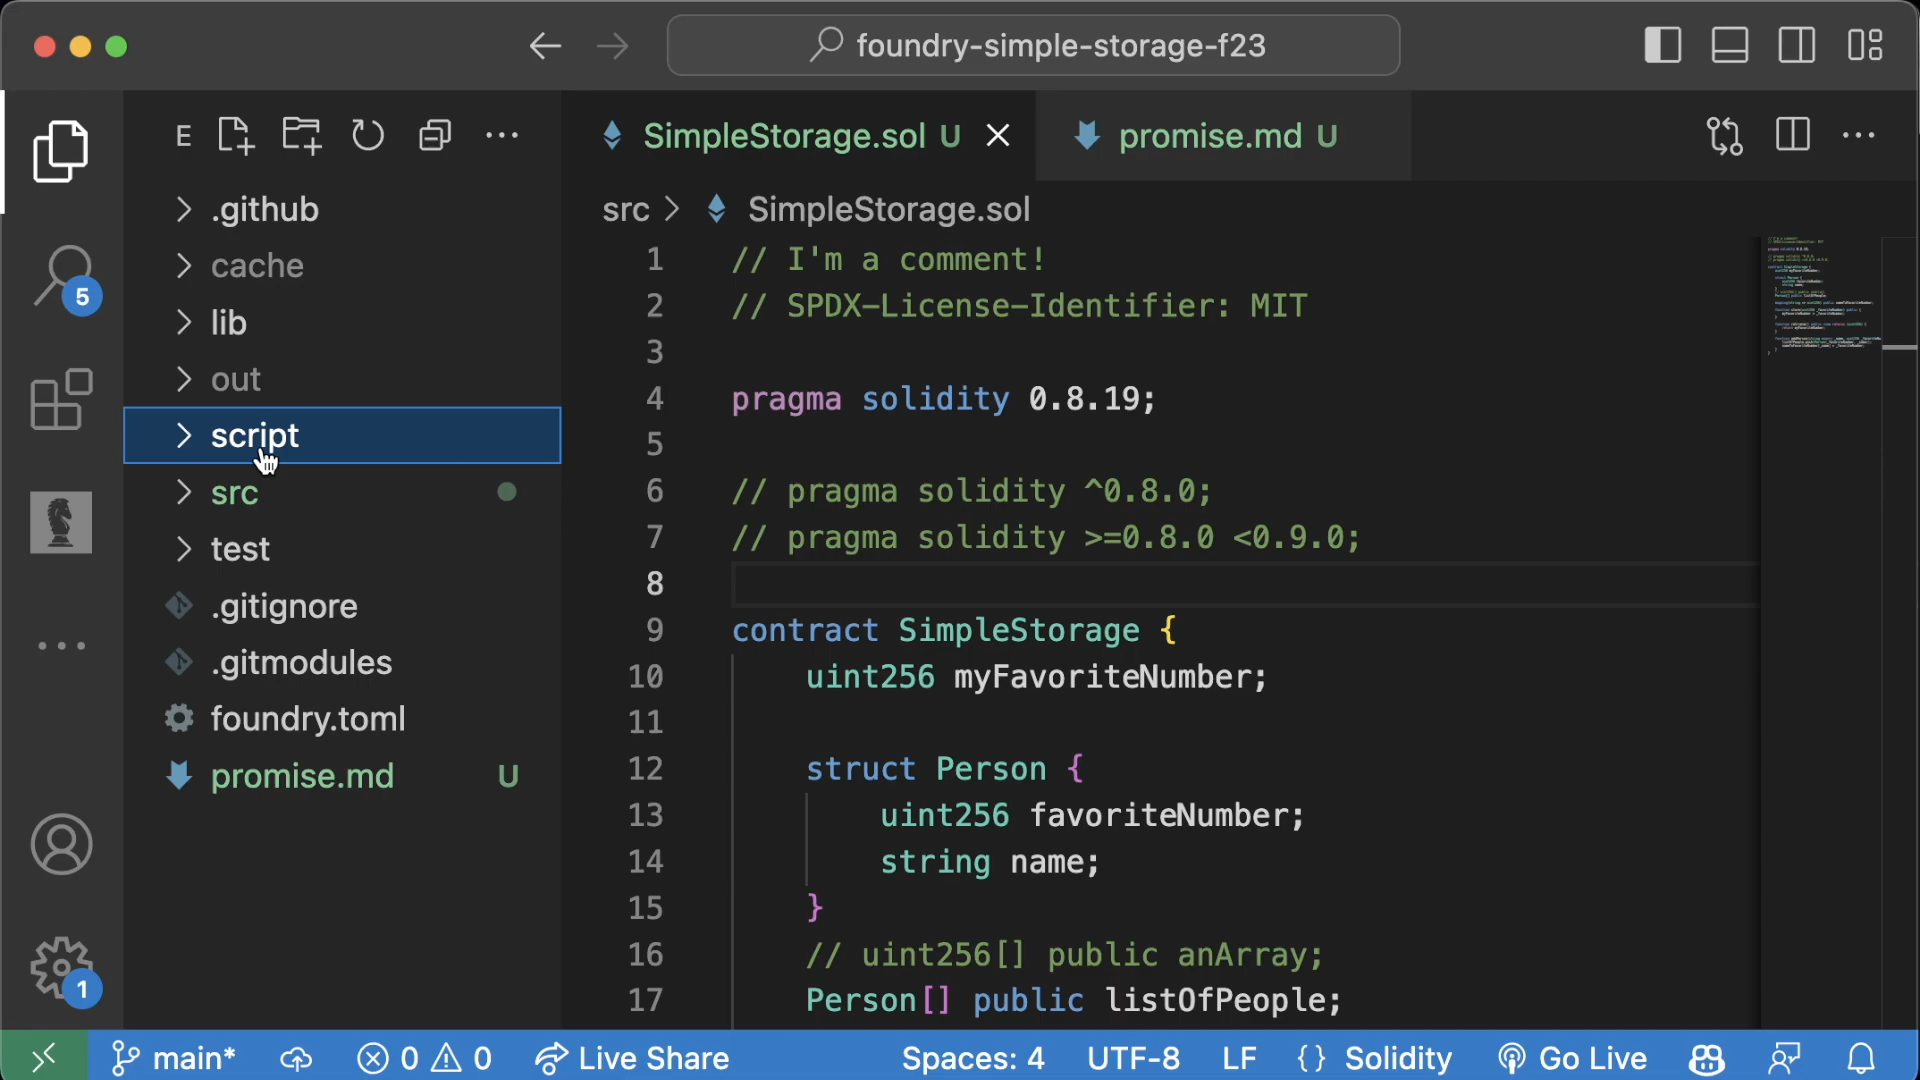 foundry-simple-storage-f23
E
SimpleStorage.sol U
promise.md U
src > SimpleStorage.sol
.github
cache
lib
out
script
src
test
.gitignore
.gitmodules
foundry.toml
promise.md U
5
1
1 // I'm a comment!
2 // SPDX-License-Identifier: MIT
3
4 pragma solidity 0.8.19;
5
6 // pragma solidity ^0.8.0;
7 // pragma solidity >=0.8.0 <0.9.0;
8
9 contract SimpleStorage {
10 uint256 myFavoriteNumber;
11
12 struct Person {
13 uint256 favoriteNumber;
14 string name;
15 }
16 // uint256[] public anArray;
17 Person[] public listOfPeople;
main* 0 0 Live Share Spaces: 4 UTF-8 LF {} Solidity Go Live